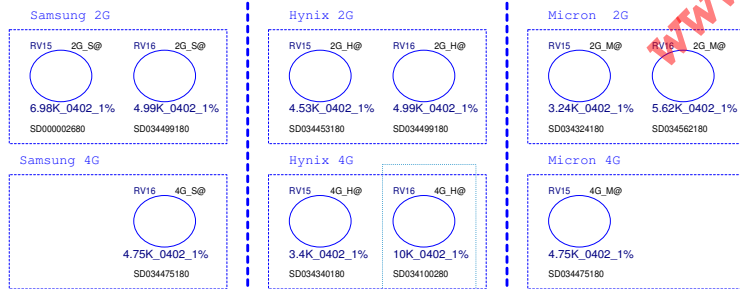 Samsung 2G
RV15 2G_S@ RV16 2G_S@
6.98K_0402_1% 4.99K_0402_1%
SD000002680 SD034499180
Hynix 2G
RV15 2G_H@ RV16 2G_H@
4.53K_0402_1% 4.99K_0402_1%
SD034453180 SD034499180
Micron 2G
RV15 2G_M@ RV16 2G_M@
3.24K_0402_1% 5.62K_0402_1%
SD034324180 SD034562180
Samsung 4G
RV16 4G_S@
4.75K_0402_1%
SD034475180
Hynix 4G
RV15 4G_H@ RV16 4G_H@
3.4K_0402_1% 10K_0402_1%
SD034340180 SD034100280
Micron 4G
RV15 4G_M@
4.75K_0402_1%
SD034475180
www